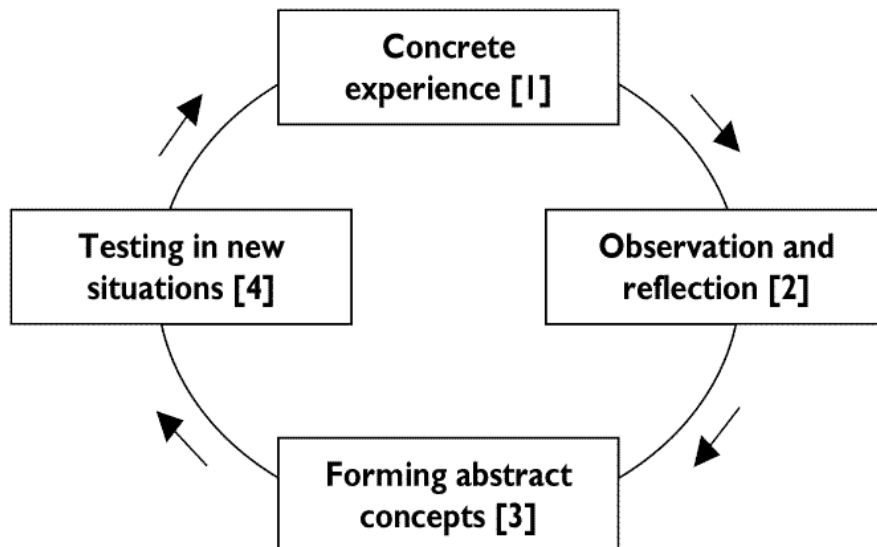 Concrete
experience [1]
Observation and
reflection [2]
Forming abstract
concepts [3]
Testing in new
situations [4]